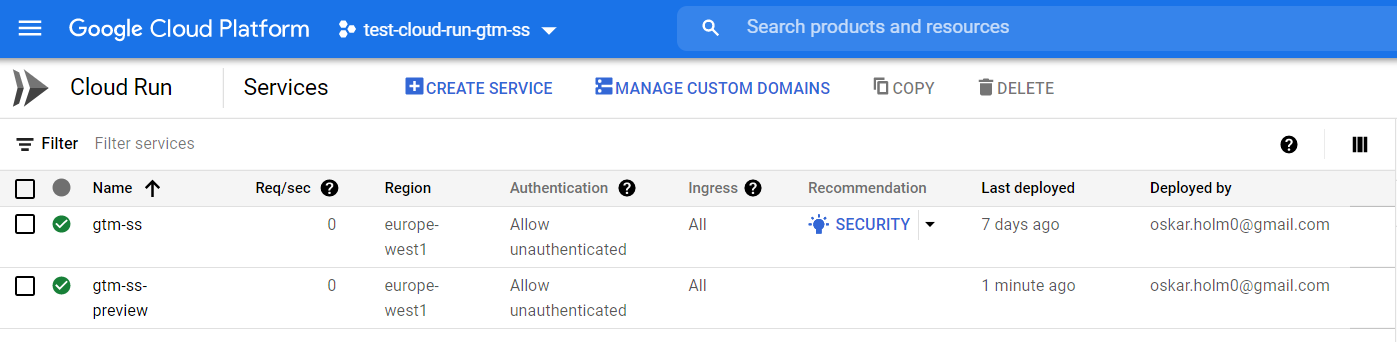 Google Cloud Platform test-cloud-run-gtm-ss Search products and resources
Cloud Run Services CREATE SERVICE MANAGE CUSTOM DOMAINS COPY DELETE
Filter Filter services ?
Name Req/sec ? Region Authentication ? Ingress ? Recommendation Last deployed Deployed by
gtm-ss 0 europe- Allow All SECURITY 7 days ago oskar.holm0@gmail.com
west1 unauthenticated
gtm-ss- 0 europe- Allow All 1 minute ago oskar.holm0@gmail.com
preview west1 unauthenticated